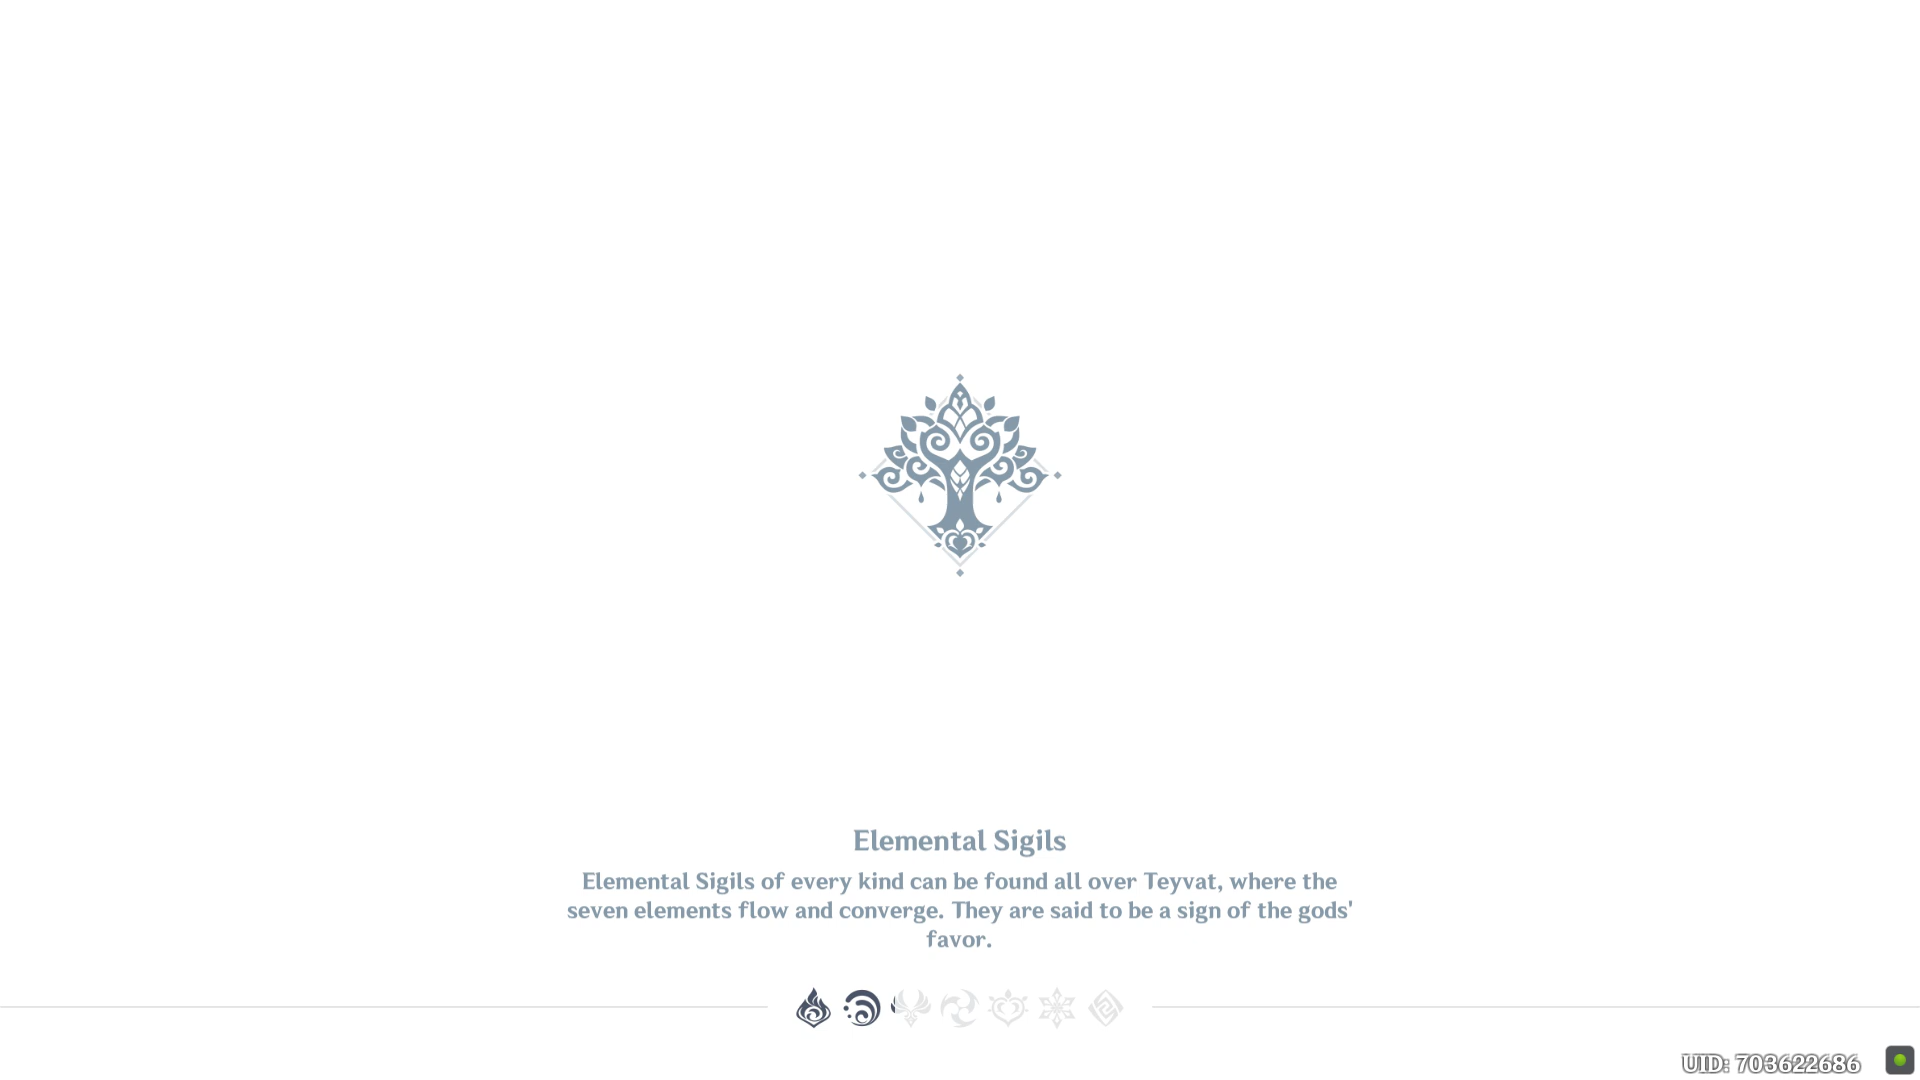 Elemental Sigils
Elemental Sigils of every kind can be found all over Teyvat, where the
seven elements flow and converge. They are said to be a sign of the gods'
favor.
UID: 703622686